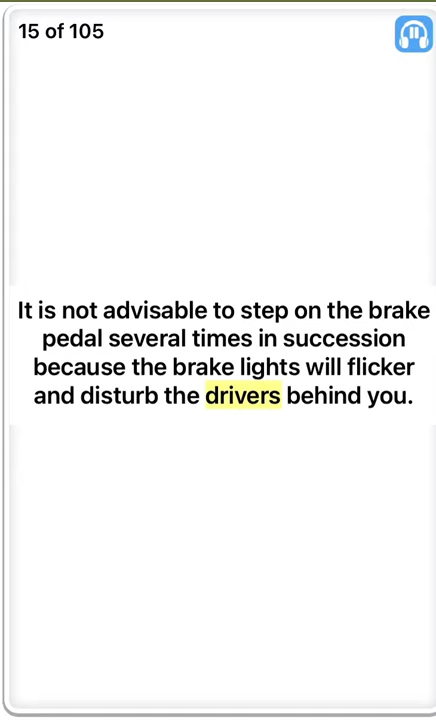 15 of 105
It is not advisable to step on the brake
pedal several times in succession
because the brake lights will flicker
and disturb the drivers behind you.